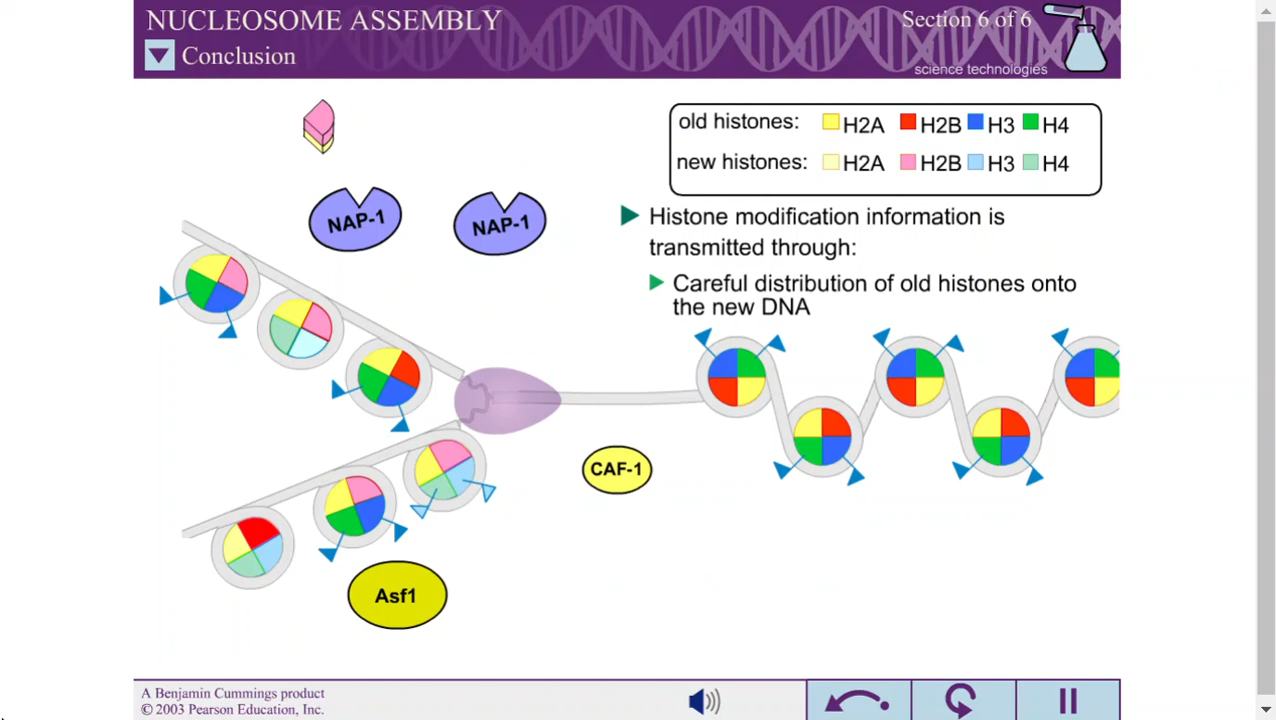 NUCLEOSOME ASSEMBLY
Section 6 of 6
Conclusion
science technologies
old histones: H2A H2B H3 H4
new histones: H2A H2B H3 H4
NAP-1
NAP-1
Histone modification information is
transmitted through:
Careful distribution of old histones onto
the new DNA
CAF-1
Asf1
A Benjamin Cummings product
© 2003 Pearson Education, Inc.